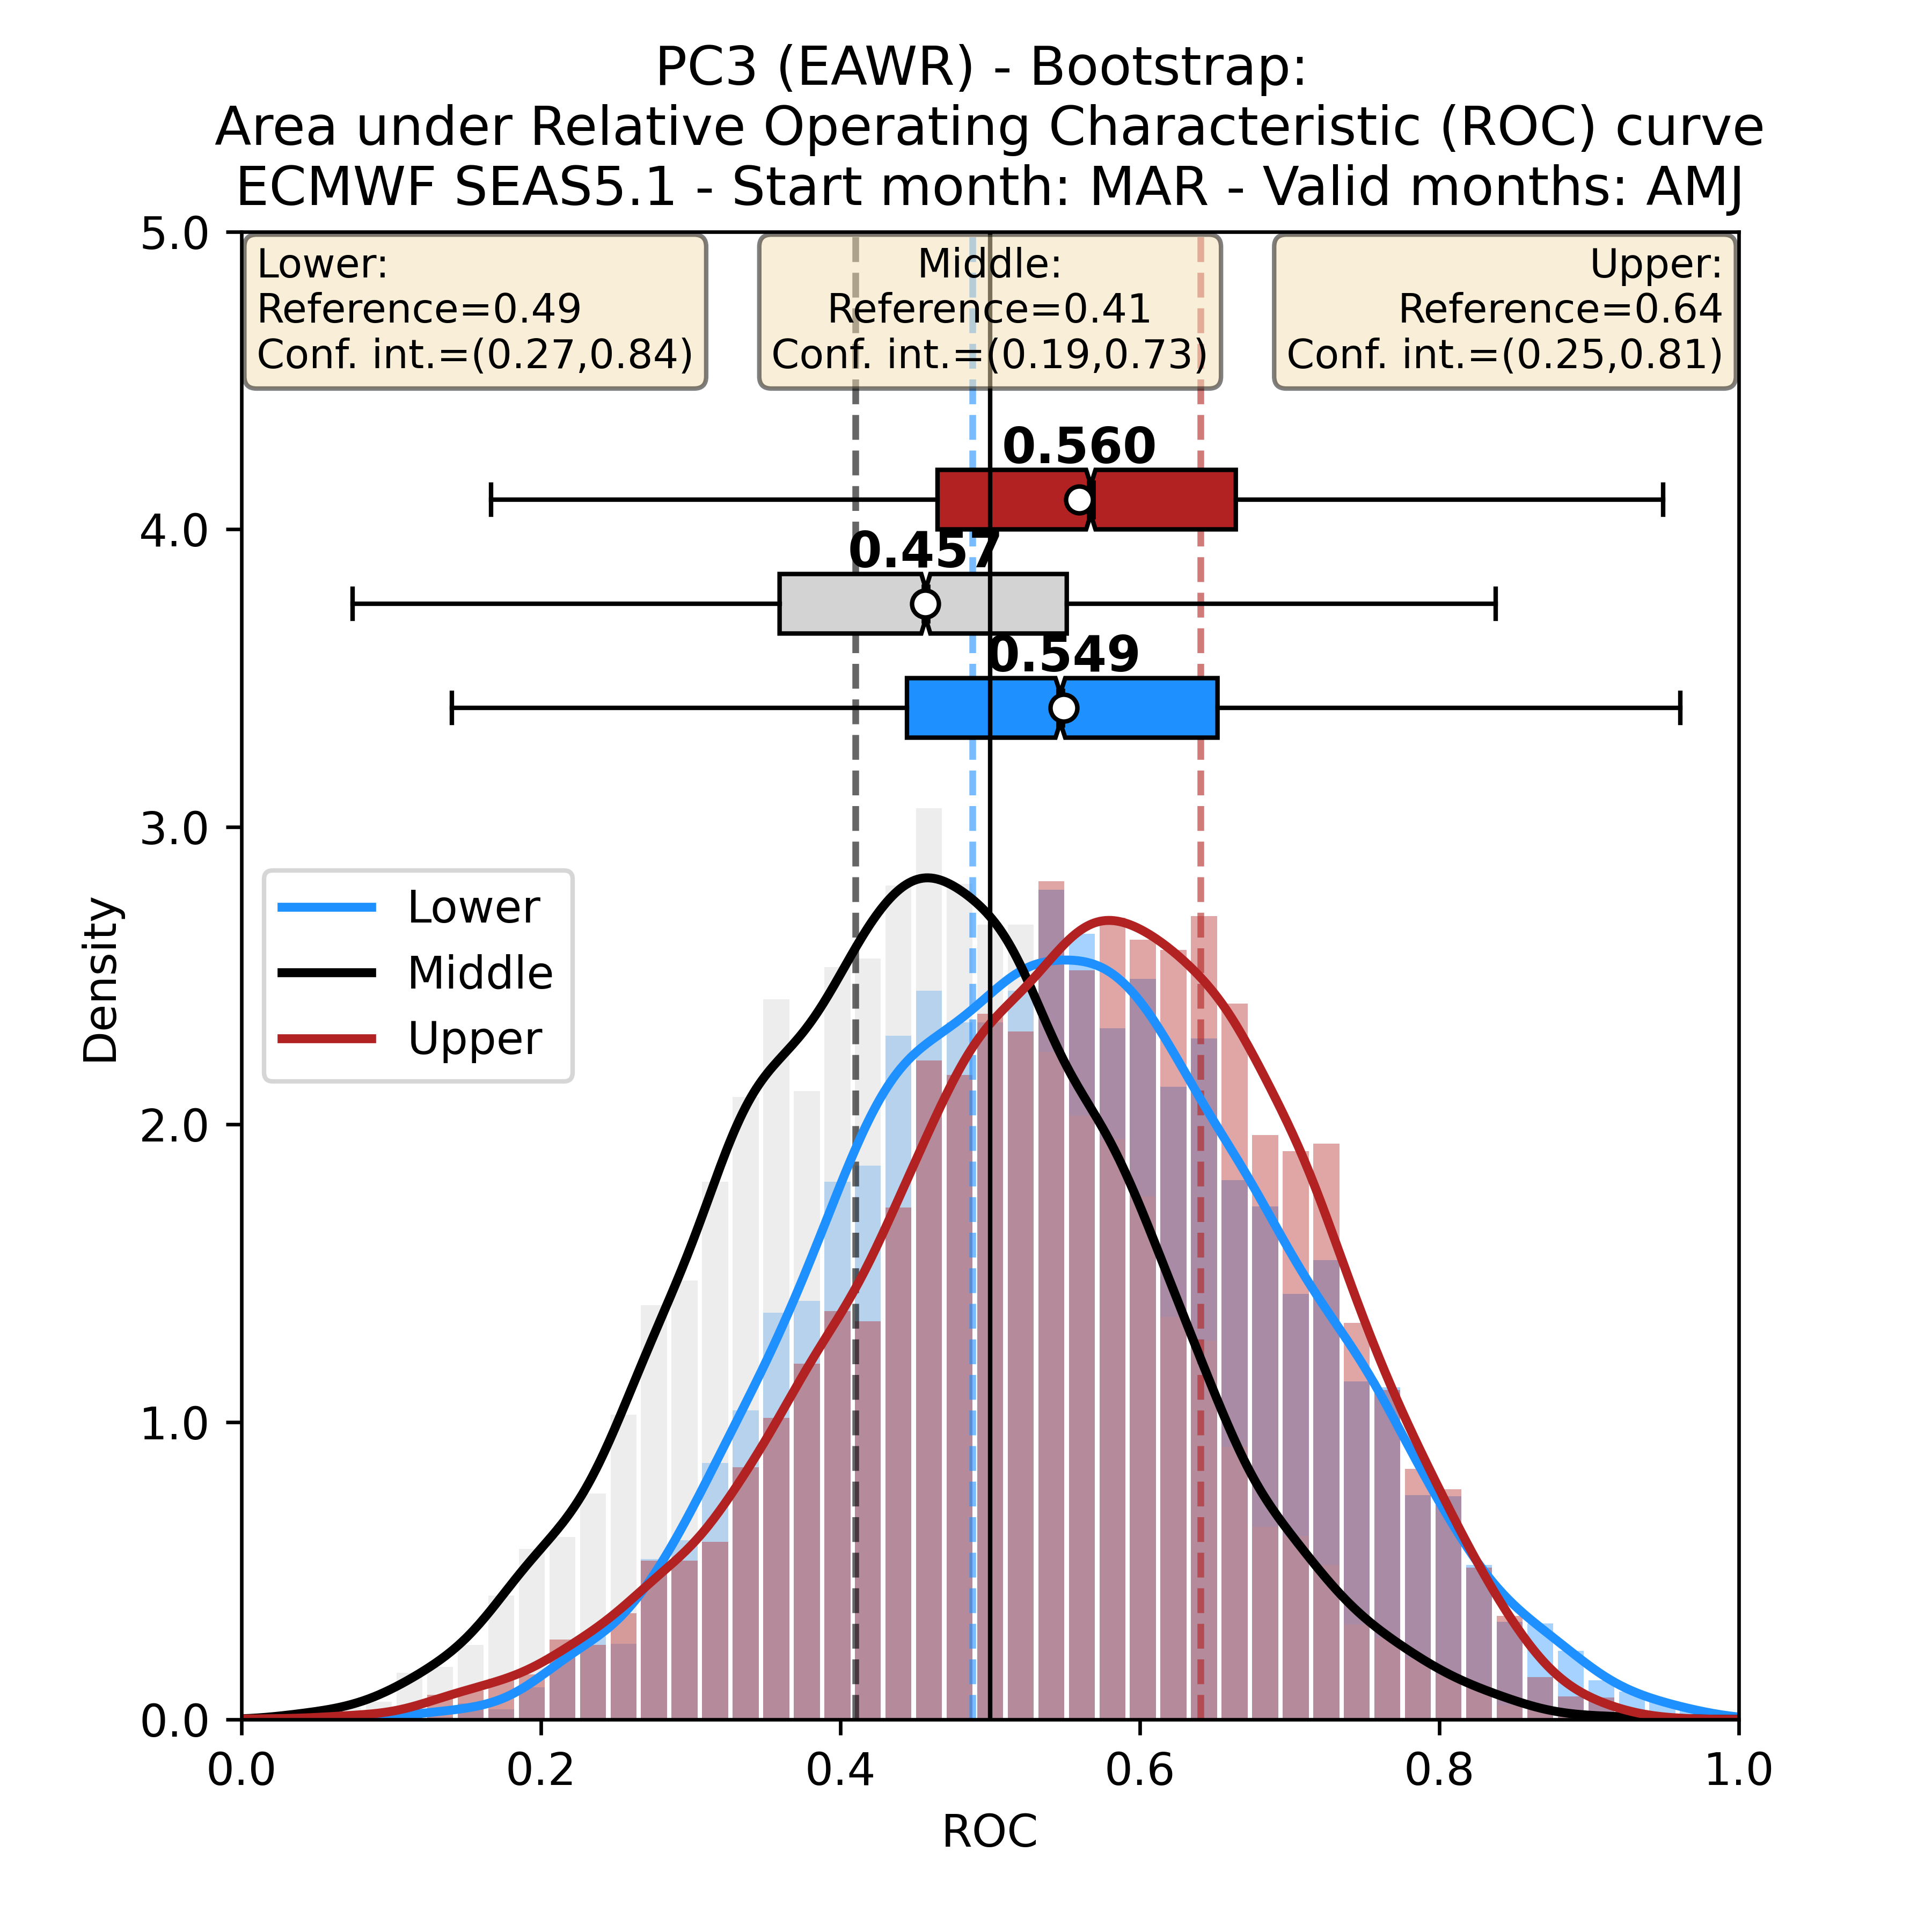 PC3 (EAWR) - Bootstrap:
Area under Relative Operating Characteristic (ROC) curve
ECMWF SEAS5.1 - Start month: MAR - Valid months: AMJ
Lower:
Reference=0.49
Conf. int.=(0.27,0.84)
Middle:
Reference=0.41
Conf. int.=(0.19,0.73)
Upper:
Reference=0.64
Conf. int.=(0.25,0.81)
0.560
0.457
0.549
5.0
4.0
3.0
2.0
1.0
0.0
Density
Lower
Middle
Upper
0.0
0.2
0.4
0.6
0.8
1.0
ROC